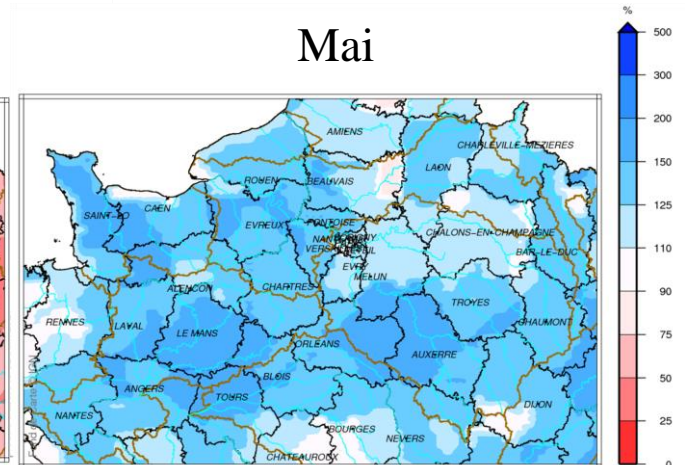 Mai
%
500
300
200
150
125
110
90
75
50
25
0
AMIENS
CHARLEVILLE-MEZIERES
LAON
ROUEN
BEAUVAIS
SAINT-LO
CAEN
EVREUX
PONTOISE
CHALONS-EN-CHAMPAGNE
BAR-LE-DUC
EVRY
MELUN
ALENCON
CHARTRES
TROYES
RENNES
LAVAL
LE MANS
CHAUMONT
ORLEANS
AUXERRE
BLOIS
ANGERS
TOURS
DIJON
NANTES
BOURGES
NEVERS
CHATEAUROUX